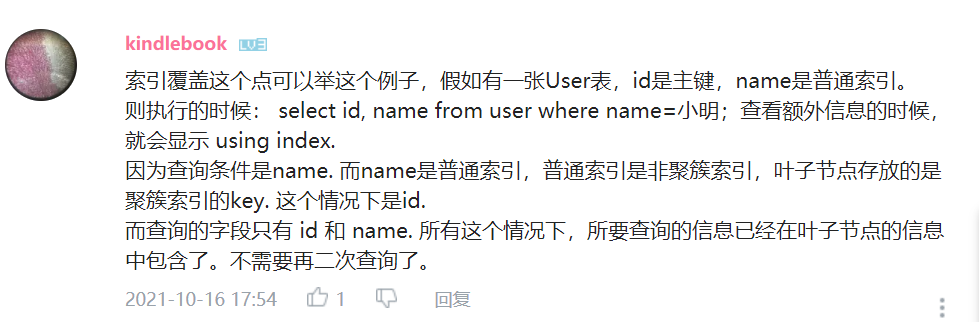 kindlebook LV3
索引覆盖这个点可以举这个例子，假如有一张User表，id是主键，name是普通索引。
则执行的时候： select id, name from user where name=小明；查看额外信息的时候，
就会显示 using index.
因为查询条件是name. 而name是普通索引，普通索引是非聚簇索引，叶子节点存放的是
聚簇索引的key. 这个情况下是id.
而查询的字段只有 id 和 name. 所有这个情况下，所要查询的信息已经在叶子节点的信息
中包含了。不需要再二次查询了。
2021-10-16 17:54 1 回复